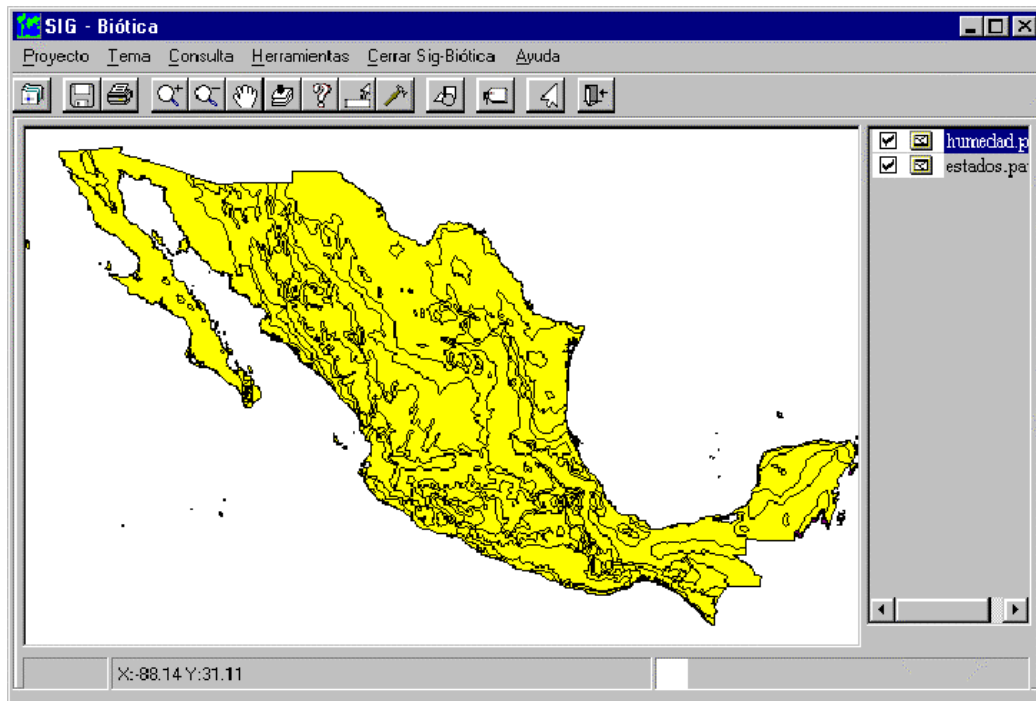 SIG - Biótica
Proyecto Tema Consulta Herramientas Cerrar Sig-Biótica Ayuda
humedad.p
estados.pa
X:-88.14 Y:31.11